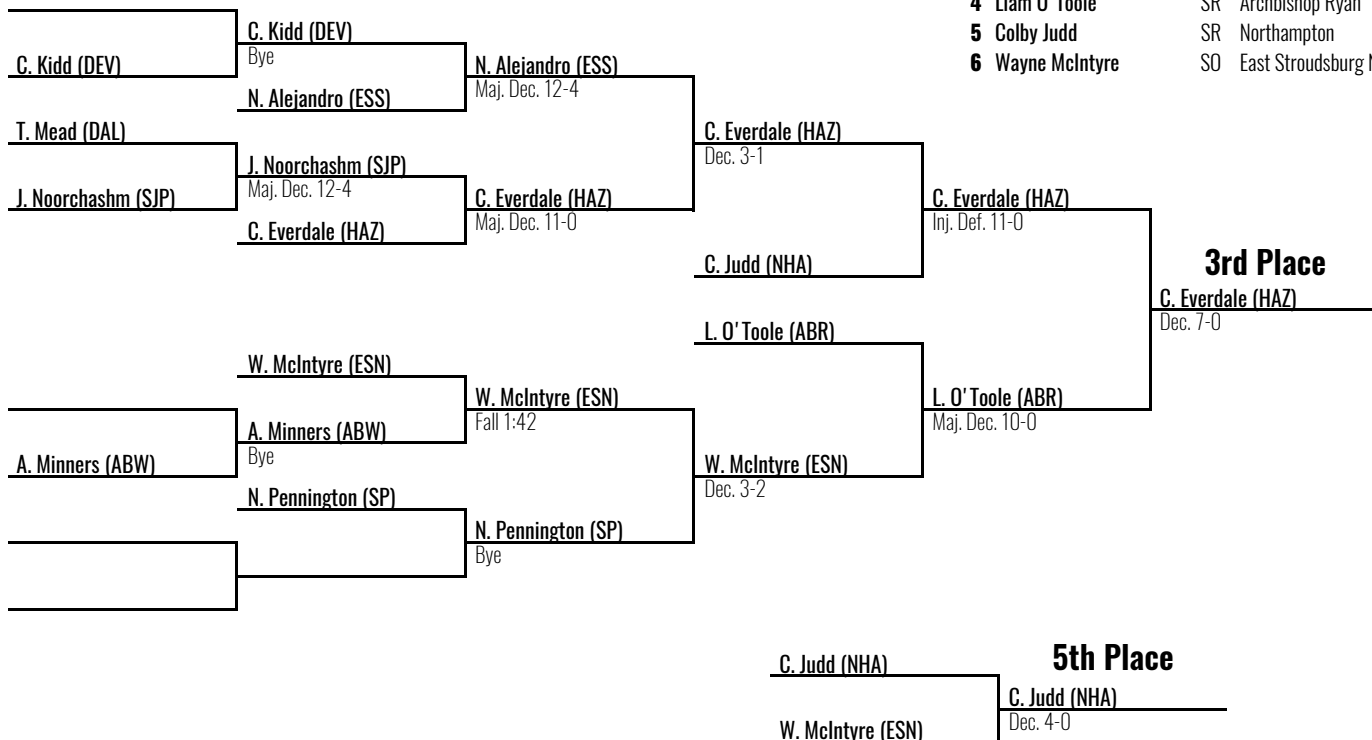 4 Liam O'Toole SR Archbishop Ryan
5 Colby Judd SR Northampton
6 Wayne McIntyre SO East Stroudsburg
C. Kidd (DEV)
C. Kidd (DEV)
Bye
N. Alejandro (ESS)
N. Alejandro (ESS)
Maj. Dec. 12-4
T. Mead (DAL)
J. Noorchashm (SJP)
J. Noorchashm (SJP)
Maj. Dec. 12-4
C. Everdale (HAZ)
C. Everdale (HAZ)
Maj. Dec. 11-0
C. Everdale (HAZ)
Dec. 3-1
C. Judd (NHA)
C. Everdale (HAZ)
Inj. Def. 11-0
3rd Place
C. Everdale (HAZ)
Dec. 7-0
L. O'Toole (ABR)
L. O'Toole (ABR)
Maj. Dec. 10-0
W. McIntyre (ESN)
A. Minners (ABW)
A. Minners (ABW)
Bye
W. McIntyre (ESN)
Fall 1:42
W. McIntyre (ESN)
Dec. 3-2
N. Pennington (SP)
N. Pennington (SP)
Bye
5th Place
C. Judd (NHA)
C. Judd (NHA)
Dec. 4-0
W. McIntyre (ESN)